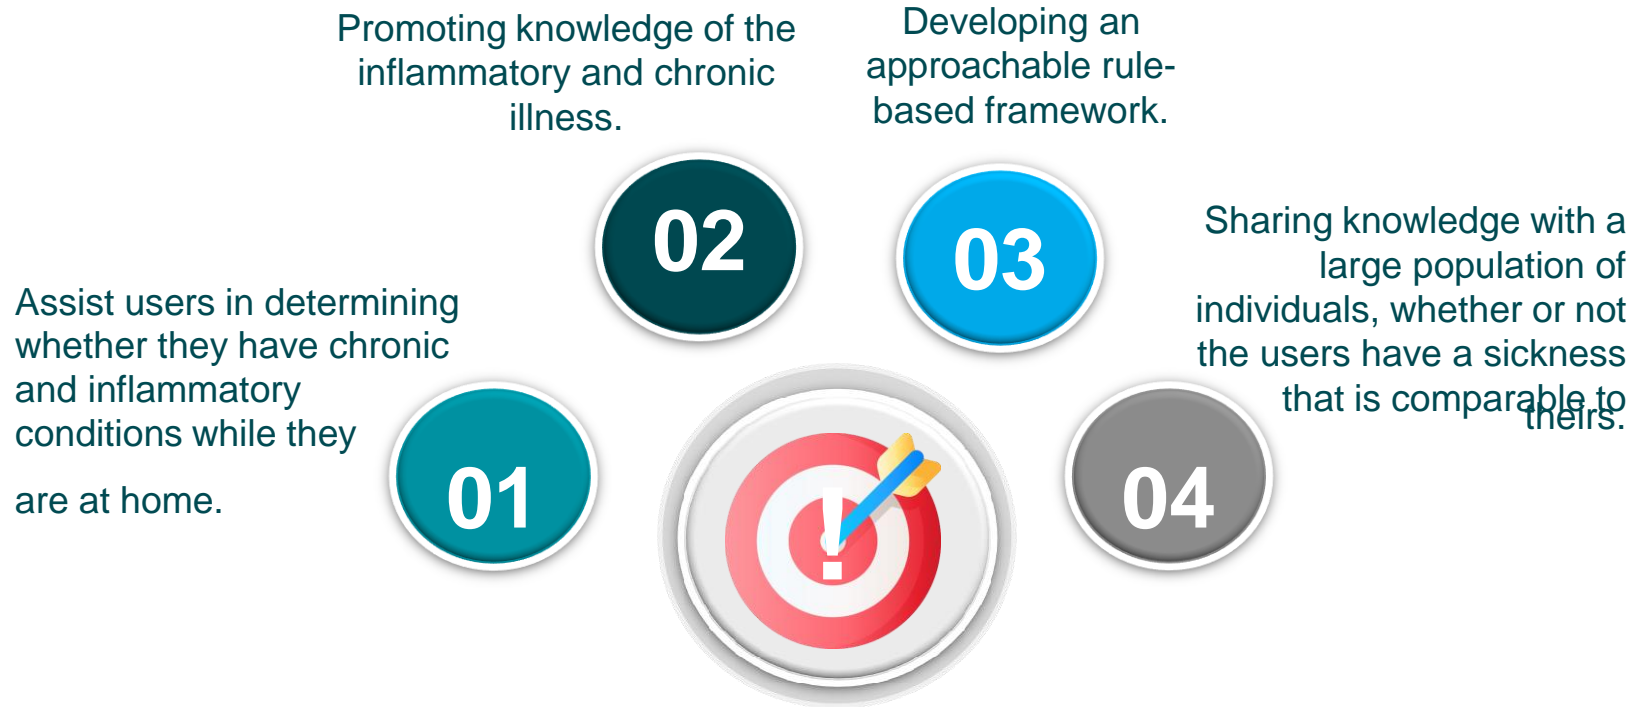 Assist users in determining
whether they have chronic
and inflammatory
conditions while they
are at home.
01
Promoting knowledge of the
inflammatory and chronic
illness.
02
Developing an
approachable rule-
based framework.
03
Sharing knowledge with a
large population of
individuals, whether or not
the users have a sickness
that is comparable to
theirs.
04
!